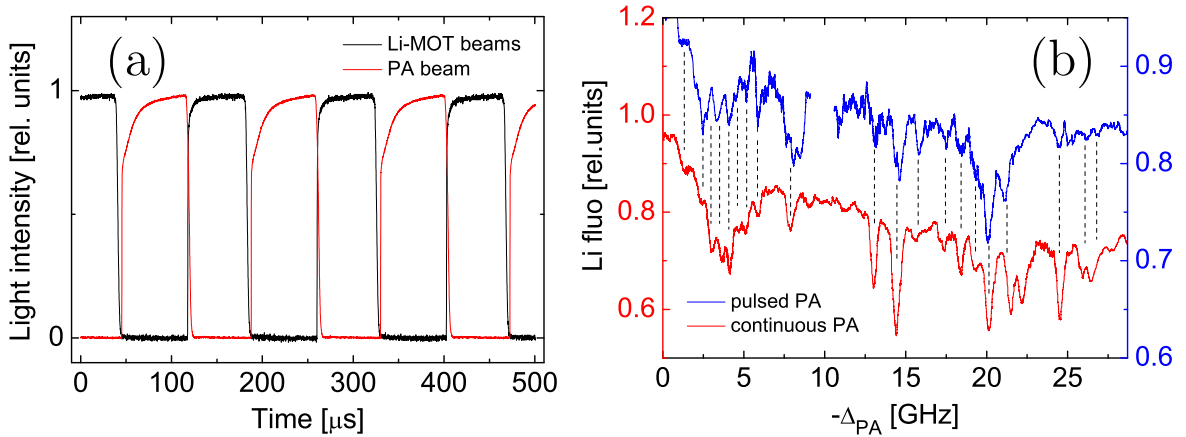 (a)
Li-MOT beams
PA beam
Light intensity [rel. units]
1
0
0 100 200 300 400 500
Time [μs]
(b)
1.2
1.0
0.8
0.6
Li fluo [rel.units]
0.9
0.8
0.7
0.6
pulsed PA
continuous PA
0 5 10 15 20 25
-Δ_PA [GHz]